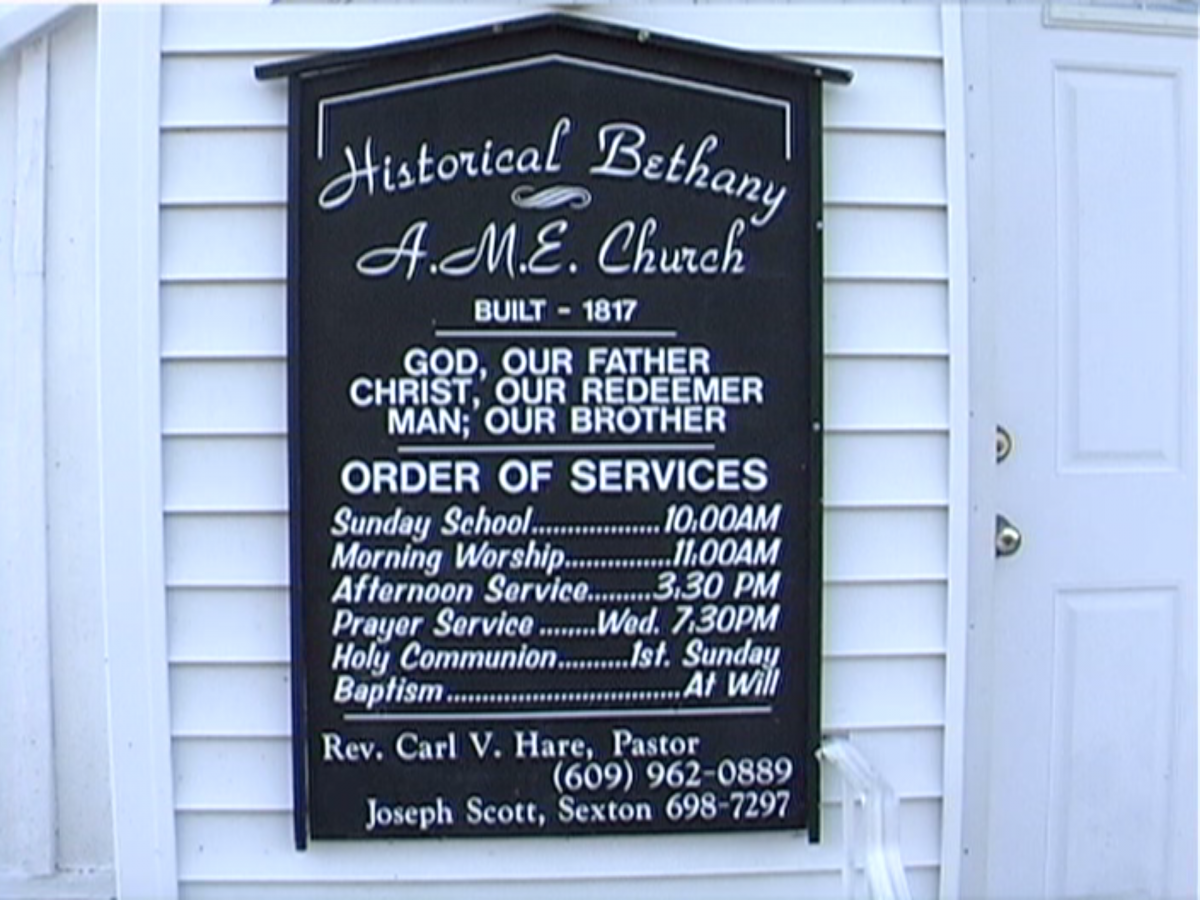 Historical Bethany
A.M.E. Church
BUILT - 1817
GOD, OUR FATHER
CHRIST, OUR REDEEMER
MAN; OUR BROTHER
ORDER OF SERVICES
Sunday School..................10:00AM
Morning Worship...............11:00AM
Afternoon Service.........3:30 PM
Prayer Service ........Wed. 7:30PM
Holy Communion..........1st. Sunday
Baptism.................................At Will
Rev. Carl V. Hare, Pastor
(609) 962-0889
Joseph Scott, Sexton 698-7297